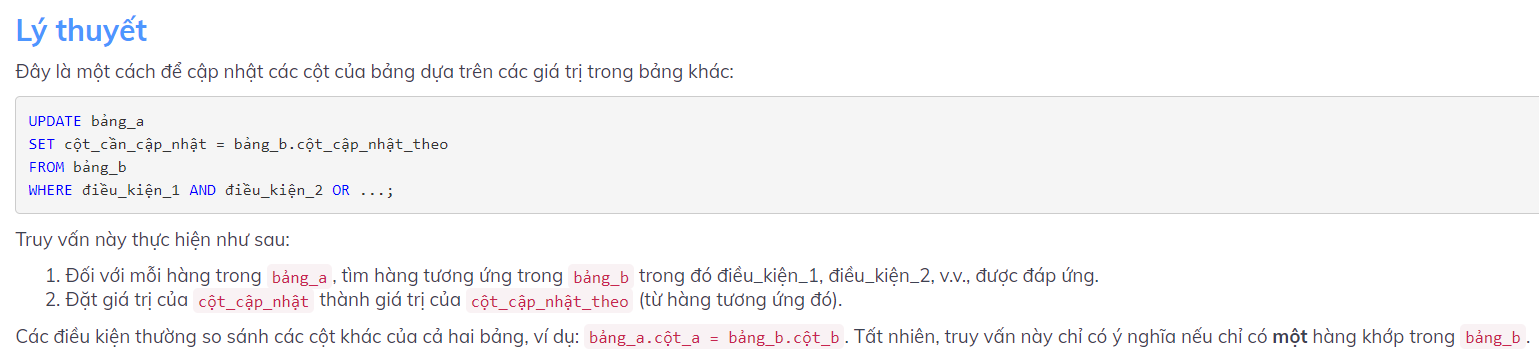 Lý thuyết
Đây là một cách để cập nhật các cột của bảng dựa trên các giá trị trong bảng khác:
UPDATE bảng_a
SET cột_cần_cập_nhật = bảng_b.cột_cập_nhật_theo
FROM bảng_b
WHERE điều_kiện_1 AND điều_kiện_2 OR ...;
Truy vấn này thực hiện như sau:
1. Đối với mỗi hàng trong bảng_a, tìm hàng tương ứng trong bảng_b trong đó điều_kiện_1, điều_kiện_2, v.v., được đáp ứng.
2. Đặt giá trị của cột_cập_nhật thành giá trị của cột_cập_nhật_theo (từ hàng tương ứng đó).
Các điều kiện thường so sánh các cột khác của cả hai bảng, ví dụ: bảng_a.cột_a = bảng_b.cột_b. Tất nhiên, truy vấn này chỉ có ý nghĩa nếu chỉ có một hàng khớp trong bảng_b.